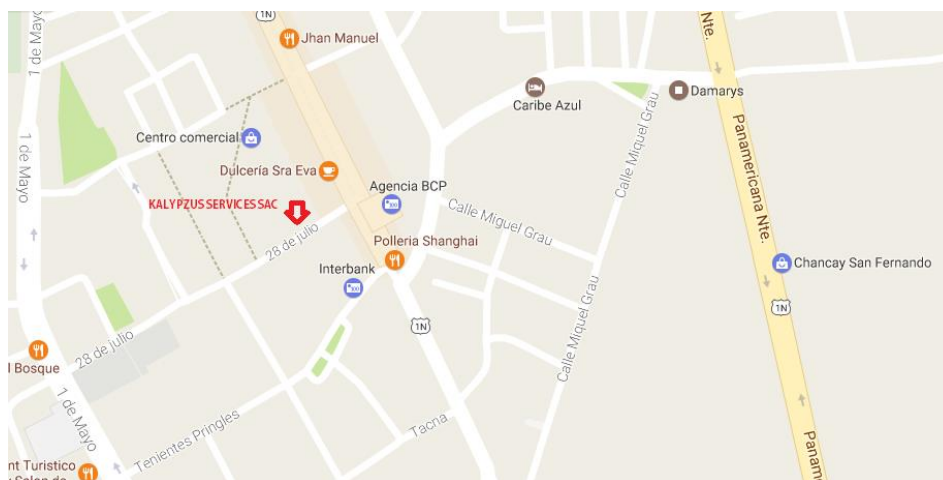 1N
Nte.
1 de Mayo
Jhan Manuel
Caribe Azul
Damarys
1 de Mayo
Centro comercial
Panamericana Nte.
Calle Miguel Grau
Dulcería Sra Eva
Agencia BCP
KALYPZUS SERVICES SAC
Calle Miguel Grau
28 de julio
Polleria Shanghai
Interbank
Chancay San Fernando
1N
1N
Calle Miguel Grau
28 de julio
l Bosque
1 de Mayo
Tacna
Tenientes Pringles
Panam
nt Turistico